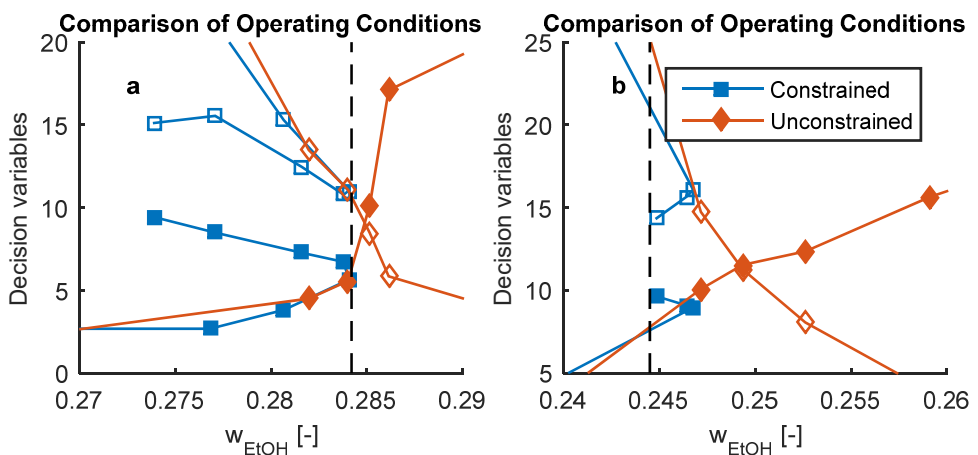 Comparison of Operating Conditions
a
Decision variables
20
15
10
5
0
0.27
0.275
0.28
0.285
0.29
wEtOH [-]
Comparison of Operating Conditions
b
Constrained
Unconstrained
Decision variables
25
20
15
10
5
0.24
0.245
0.25
0.255
0.26
wEtOH [-]